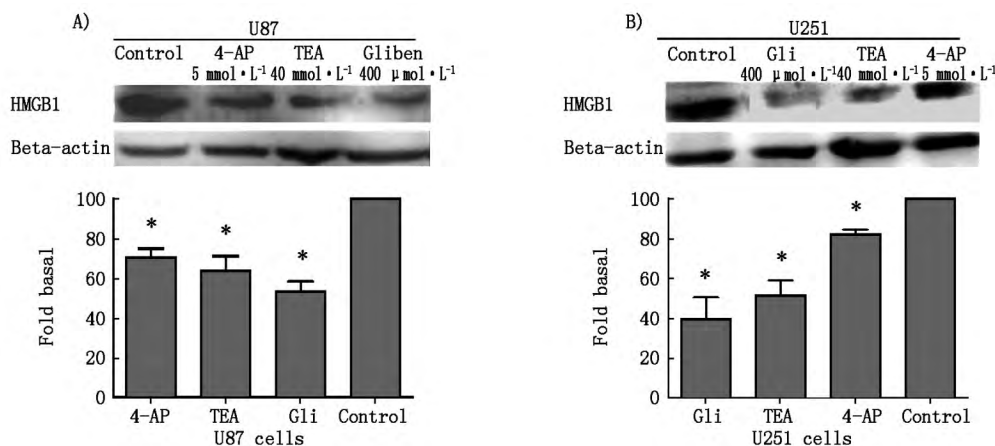 A)
U87
Control 4-AP TEA Gliben
5 mmol·L⁻¹ 40 mmol·L⁻¹ 400 μmol·L⁻¹
HMGB1
Beta-actin
100
80
60
40
20
0
Fold basal
*
*
*
4-AP TEA Gli Control
U87 cells
B)
U251
Control Gli TEA 4-AP
400 μmol·L⁻¹ 40 mmol·L⁻¹ 5 mmol·L⁻¹
HMGB1
Beta-actin
100
80
60
40
20
0
Fold basal
*
*
*
Gli TEA 4-AP Control
U251 cells